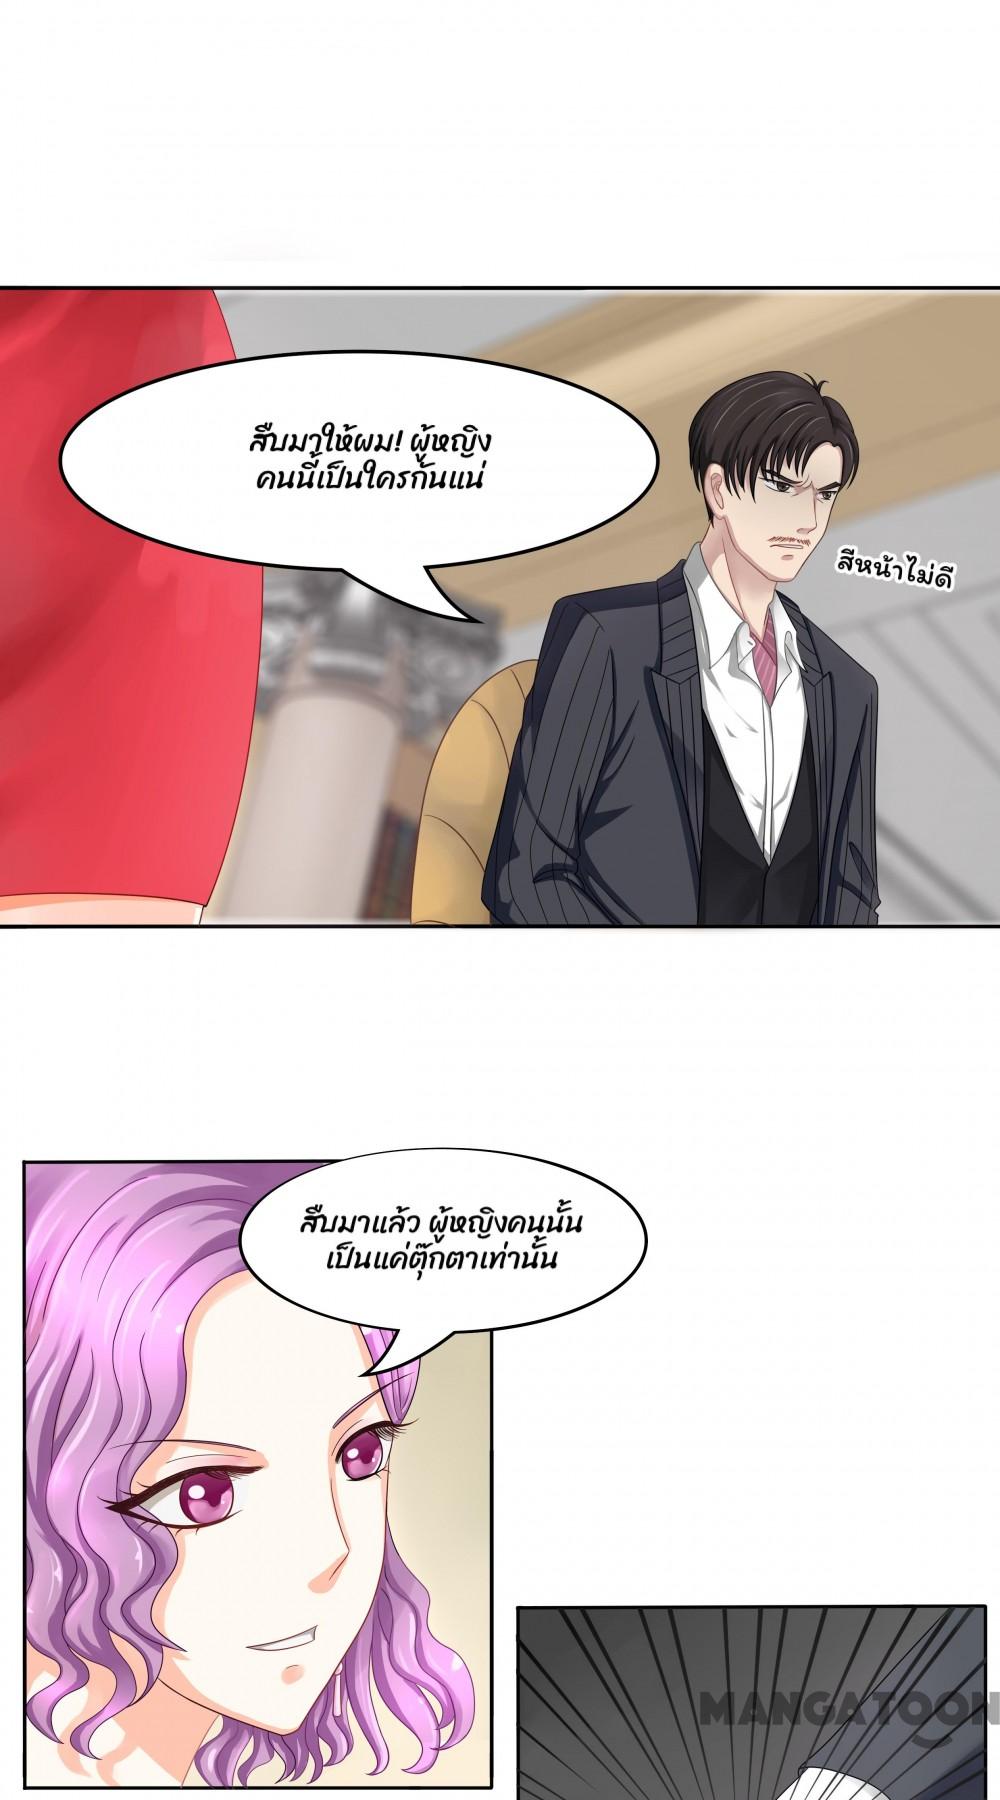 สืบมาให้ผม! ผู้หญิง
คนนี้เป็นใครกันแน่
สีหน้าไม่ดี
สืบมาแล้ว ผู้หญิงคนนั้น
เป็นแค่ตุ๊กตาเท่านั้น
MANGATOON